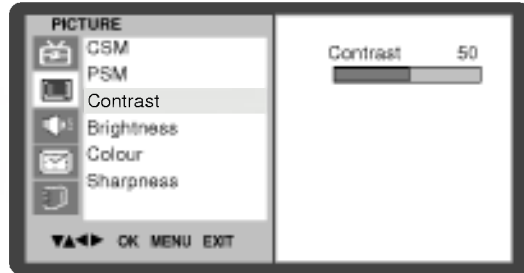 PICTURE
CSM
PSM
Contrast
Brightness
Colour
Sharpness
▼▲◄► OK MENU EXIT
Contrast 50